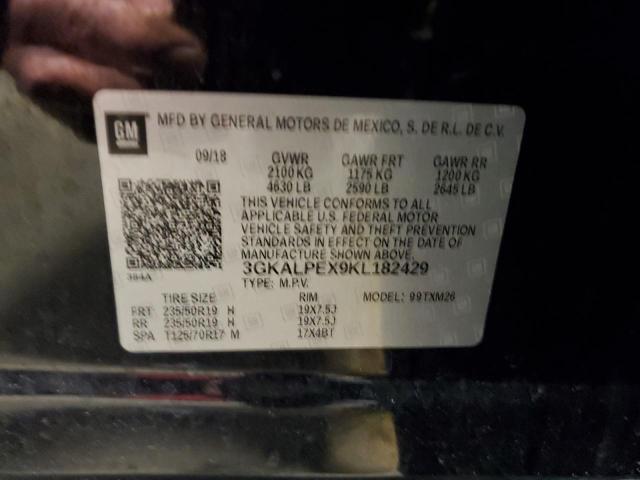 GM MFD BY GENERAL MOTORS DE MEXICO, S. DE R.L. DE C.V.
09/18 GVWR GAWR FRT GAWR RR
2100 KG 1175 KG 1200 KG
4630 LB 2590 LB 2645 LB
THIS VEHICLE CONFORMS TO ALL
APPLICABLE U.S. FEDERAL MOTOR
VEHICLE SAFETY AND THEFT PREVENTION
STANDARDS IN EFFECT ON THE DATE OF
MANUFACTURE SHOWN ABOVE.
384A 3GKALPEX9KL182429
TYPE: M.P.V.
TIRE SIZE RIM MODEL: 99TXM26
FRT 235/50R19 H 19X7.5J
RR 235/50R19 H 19X7.5J
SPA T125/70R17 M 17X4BT